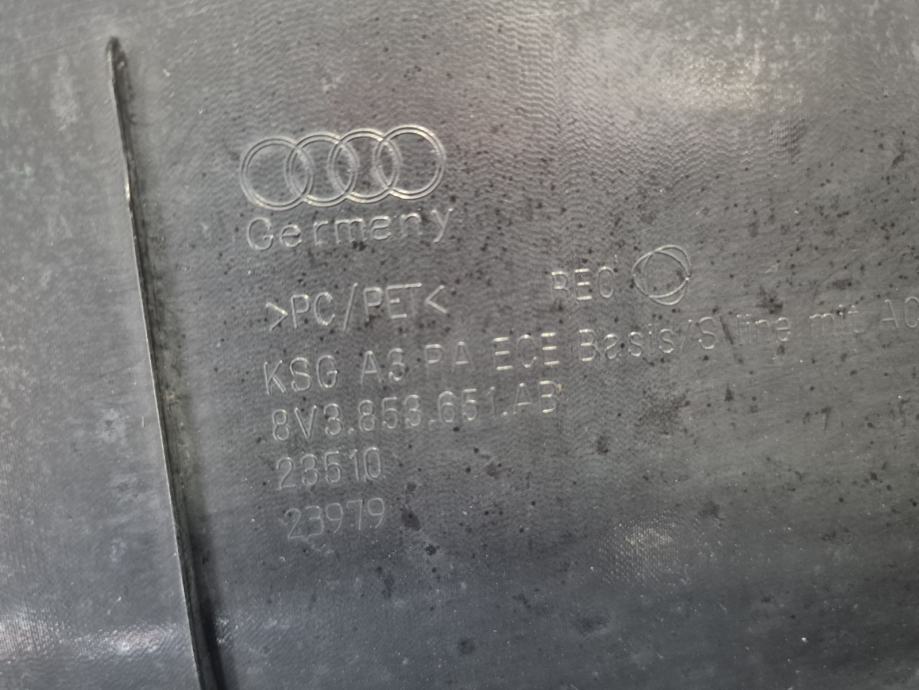 Germany
>PC/PET< REC
KSG A3 PA ECE Basis/S line mit AC
8V3.853.651.AB
23510
23979